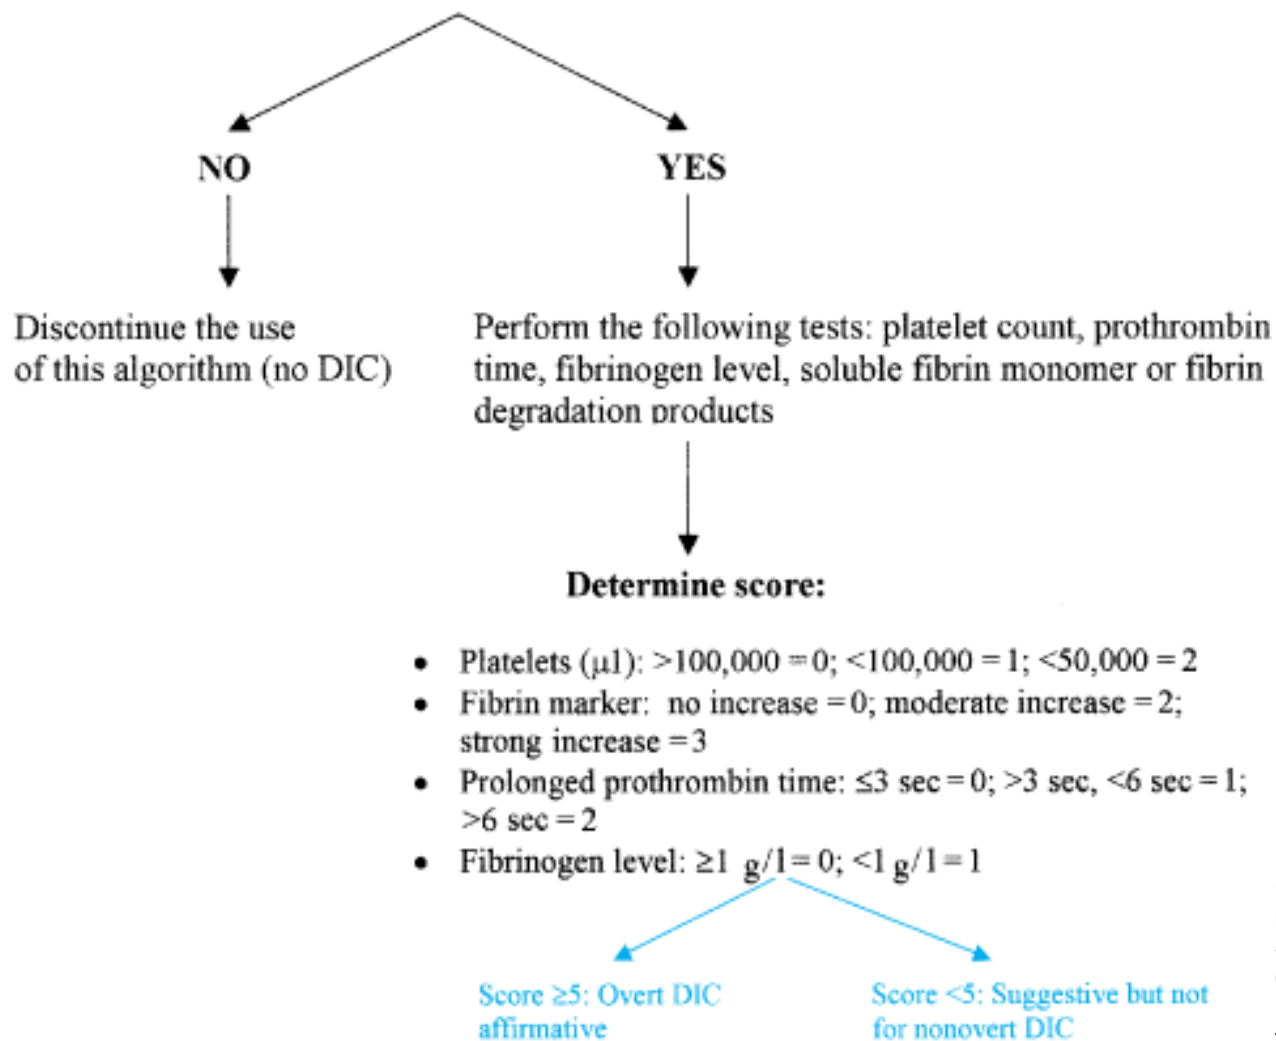 NO
YES
Discontinue the use
of this algorithm (no DIC)
Perform the following tests: platelet count, prothrombin
time, fibrinogen level, soluble fibrin monomer or fibrin
degradation products
Determine score:
• Platelets (μl): >100,000 = 0; <100,000 = 1; <50,000 = 2
• Fibrin marker: no increase = 0; moderate increase = 2;
strong increase = 3
• Prolonged prothrombin time: ≤3 sec = 0; >3 sec, <6 sec = 1;
>6 sec = 2
• Fibrinogen level: ≥1 g/l = 0; <1 g/l = 1
Score ≥5: Overt DIC
affirmative
Score <5: Suggestive but not
for nonovert DIC